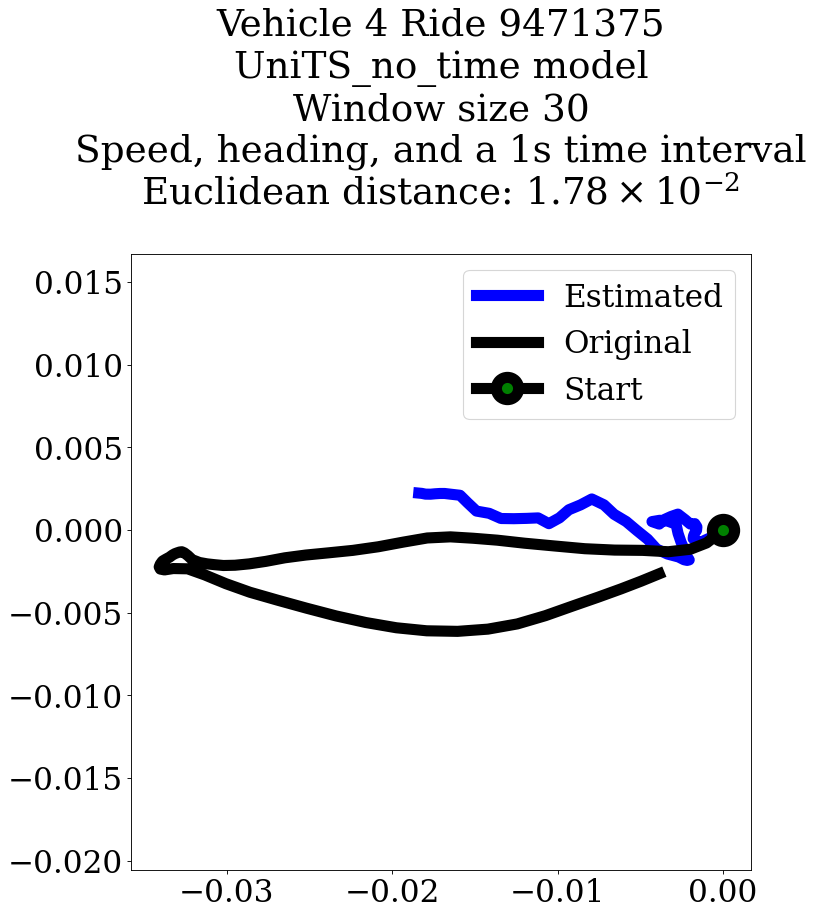 Vehicle 4 Ride 9471375
UniTS_no_time model
Window size 30
Speed, heading, and a 1s time interval
Euclidean distance: 1.78 × 10⁻²
Estimated
Original
Start
0.015
0.010
0.005
0.000
−0.005
−0.010
−0.015
−0.020
−0.03
−0.02
−0.01
0.00